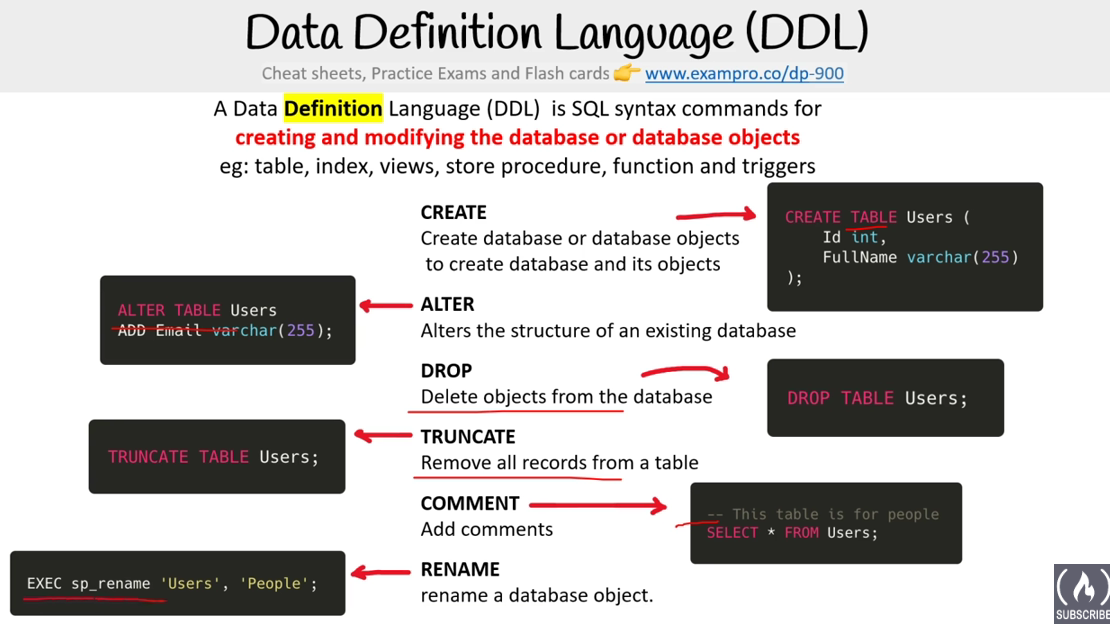 Data Definition Language (DDL)
Cheat sheets, Practice Exams and Flash cards 👉 www.exampro.co/dp-900
A Data Definition Language (DDL) is SQL syntax commands for
creating and modifying the database or database objects
eg: table, index, views, store procedure, function and triggers
CREATE
Create database or database objects
to create database and its objects
CREATE TABLE Users (
Id int,
FullName varchar(255)
);
ALTER
Alters the structure of an existing database
ALTER TABLE Users
ADD Email varchar(255);
DROP
Delete objects from the database
DROP TABLE Users;
TRUNCATE
Remove all records from a table
TRUNCATE TABLE Users;
COMMENT
Add comments
-- This table is for people
SELECT * FROM Users;
RENAME
rename a database object.
EXEC sp_rename 'Users', 'People';
SUBSCRIBE